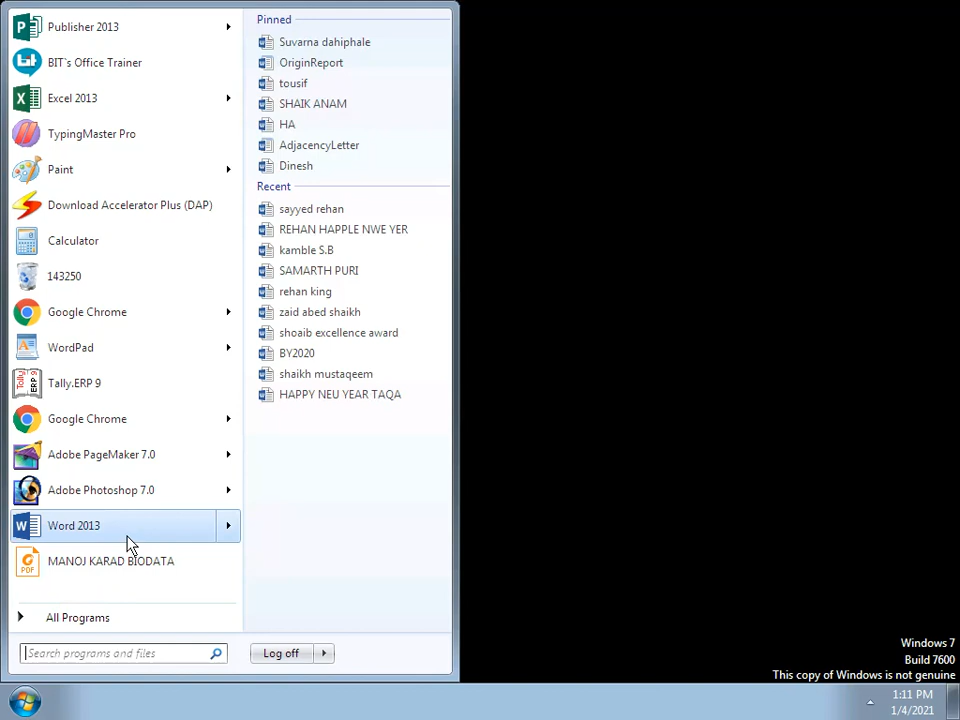 Publisher 2013
BIT`s Office Trainer
Excel 2013
TypingMaster Pro
Paint
Download Accelerator Plus (DAP)
Calculator
143250
Google Chrome
WordPad
Tally.ERP 9
Google Chrome
Adobe PageMaker 7.0
Adobe Photoshop 7.0
Word 2013
MANOJ KARAD BIODATA
All Programs
Search programs and files
Log off
Pinned
Suvarna dahiphale
OriginReport
tousif
SHAIK ANAM
HA
AdjacencyLetter
Dinesh
Recent
sayyed rehan
REHAN HAPPLE NWE YER
kamble S.B
SAMARTH PURI
rehan king
zaid abed shaikh
shoaib excellence award
BY2020
shaikh mustaqeem
HAPPY NEU YEAR TAQA
Windows 7
Build 7600
This copy of Windows is not genuine
1:11 PM
1/4/2021